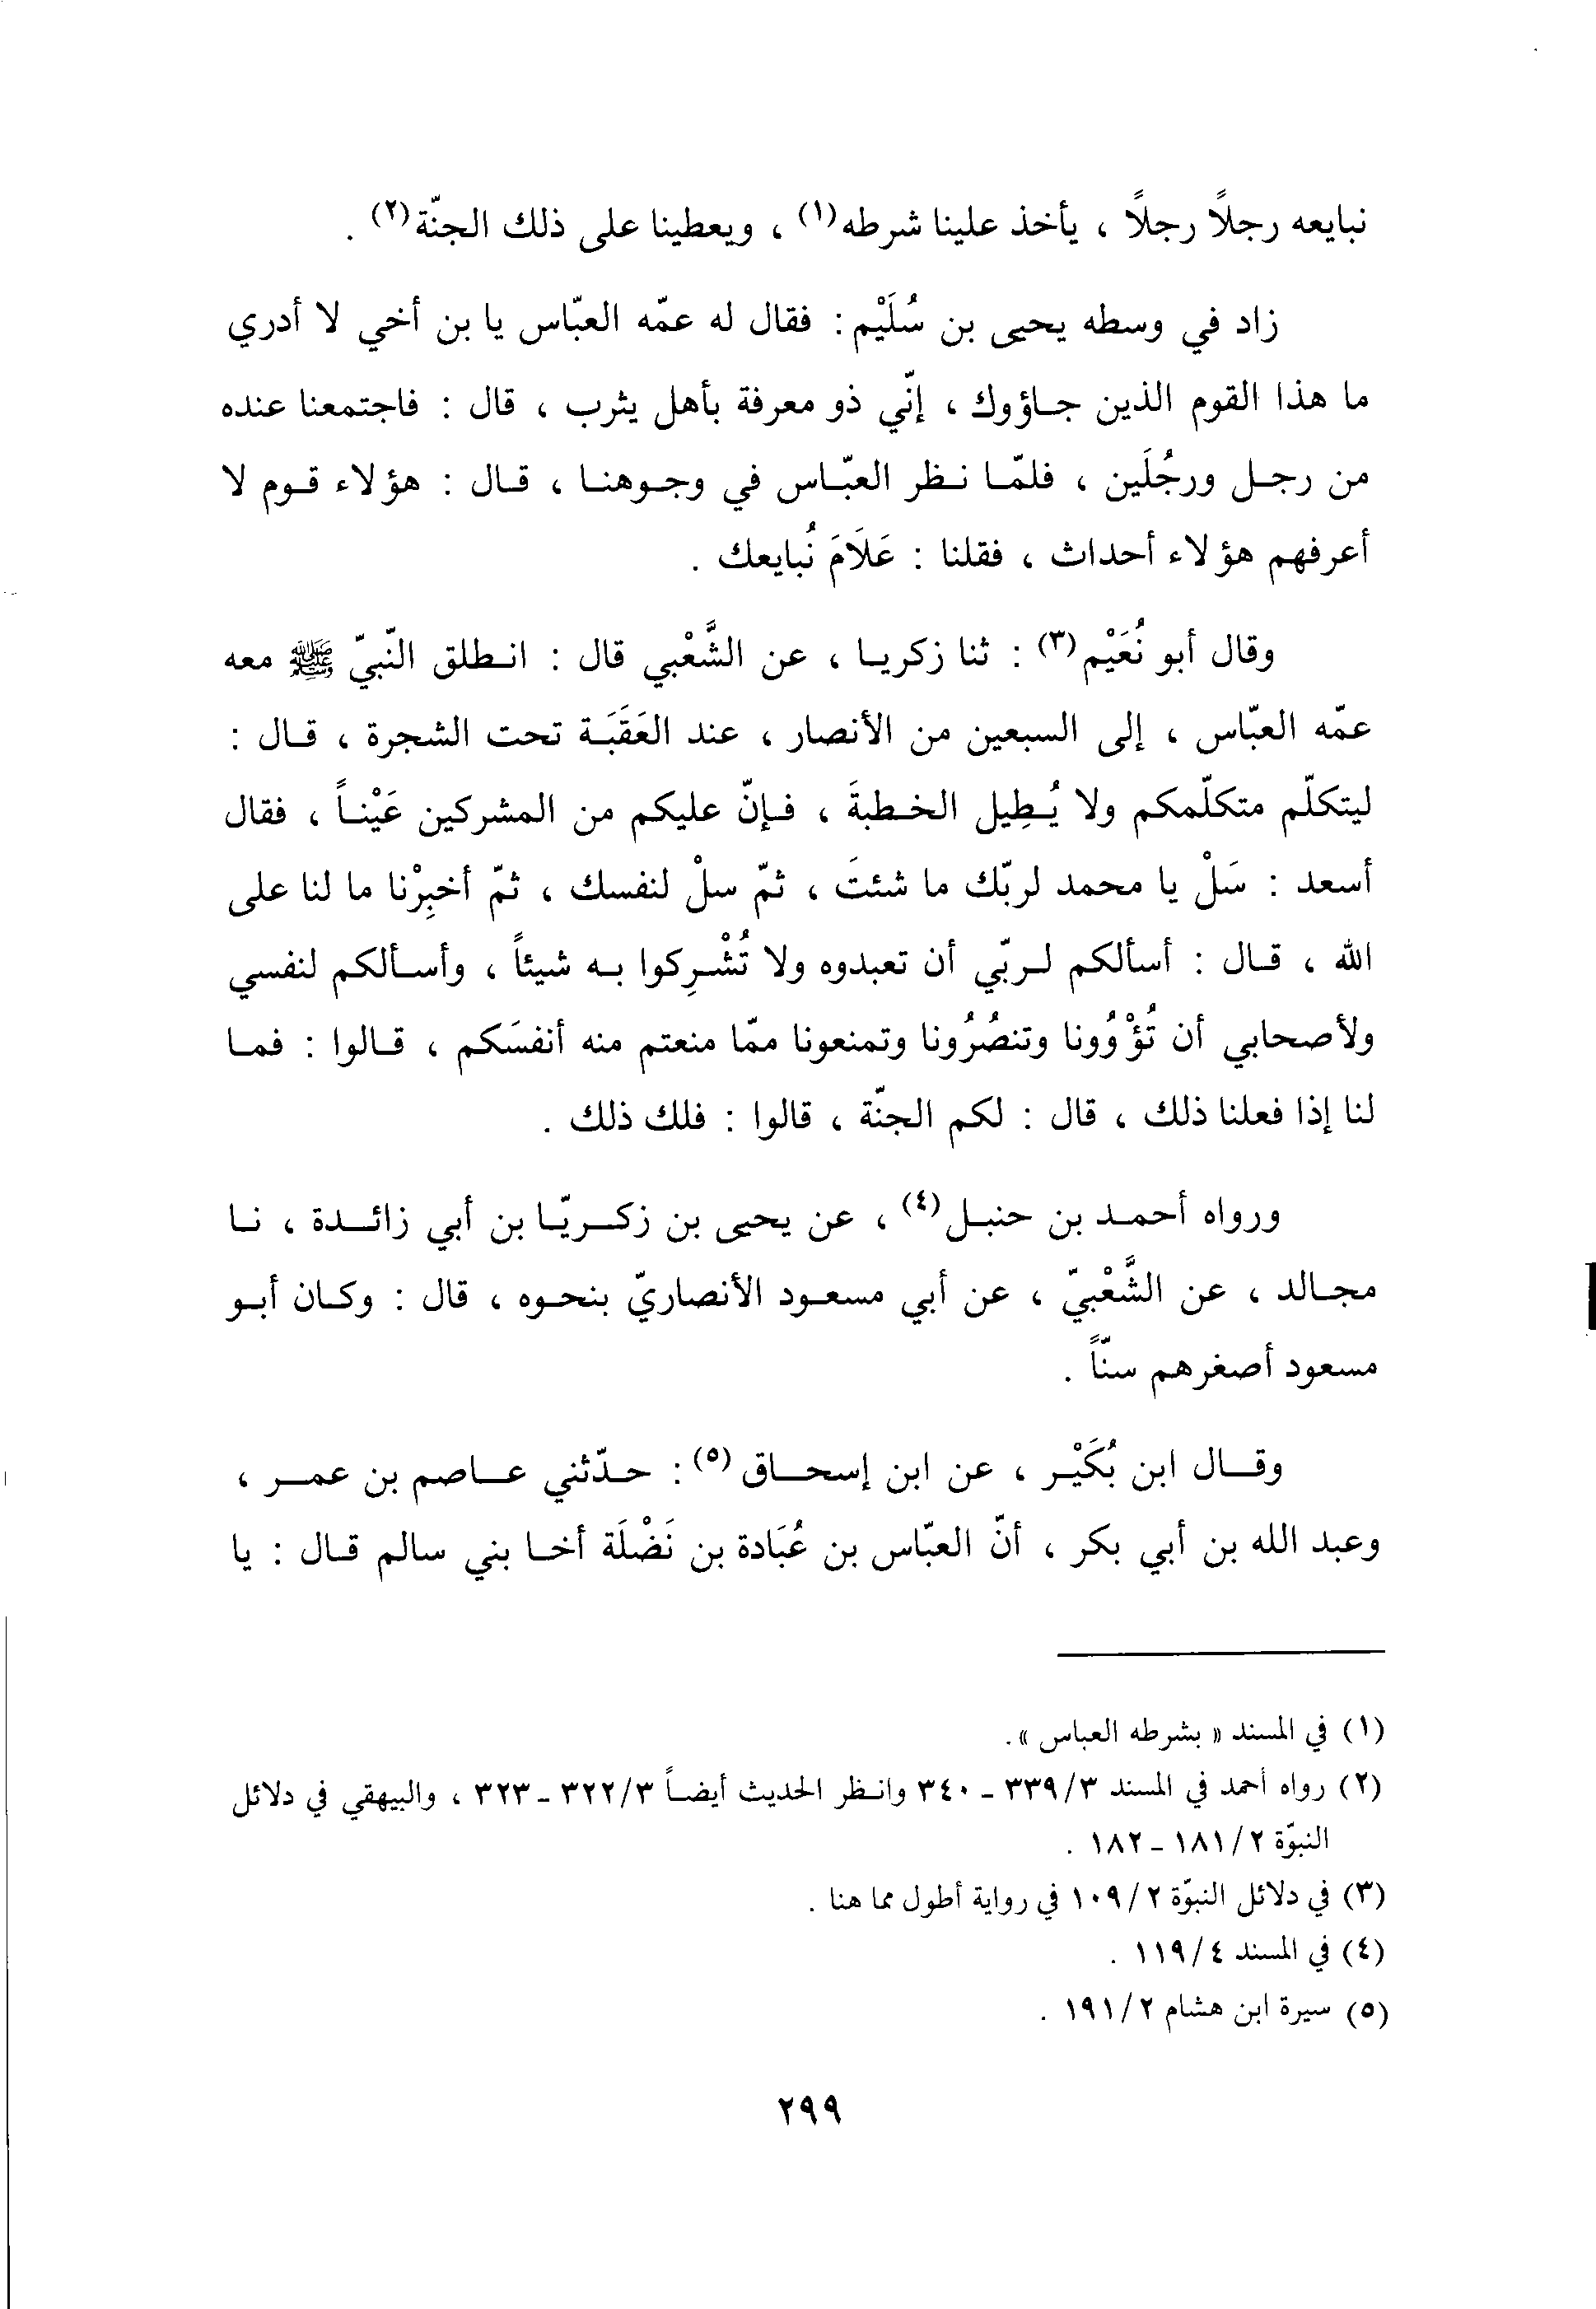 نبايعه رجلاً رجلاً ، يأخذ علينا شرطه(١) ، ويعطينا على ذلك الجنّة(٢) .
زاد في وسطه يحيى بن سُلَيْم : فقال له عمّه العبّاس يا بن أخي لا أدري
ما هذا القوم الذين جاؤوك ، إنّي ذو معرفة بأهل يثرب ، قال : فاجتمعنا عنده
من رجل ورجُلَين ، فلمّا نظر العبّاس في وجوهنا ، قال : هؤلاء قوم لا
أعرفهم هؤلاء أحداث ، فقلنا : عَلَامَ نُبايعك .
وقال أبو نُعَيْم(٣) : ثنا زكريا ، عن الشَّعْبي قال : انطلق النّبيّ ﷺ معه
عمّه العبّاس ، إلى السبعين من الأنصار ، عند العَقَبَة تحت الشجرة ، قال :
ليتكلّم متكلّمكم ولا يُطِيل الخطبةَ ، فإنّ عليكم من المشركين عَيْناً ، فقال
أسعد : سَلْ يا محمد لربّك ما شئتَ ، ثمّ سلْ لنفسك ، ثمّ أخبِرْنا ما لنا على
الله ، قال : أسألكم لربّي أن تعبدوه ولا تُشْرِكوا به شيئاً ، وأسألكم لنفسي
ولأصحابي أن تُؤْوُونا وتنصُرُونا وتمنعونا ممّا منعتم منه أنفسَكم ، قالوا : فما
لنا إذا فعلنا ذلك ، قال : لكم الجنّة ، قالوا : فلك ذلك .
ورواه أحمد بن حنبل(٤) ، عن يحيى بن زكريّا بن أبي زائدة ، نا
مجالد ، عن الشَّعْبيّ ، عن أبي مسعود الأنصاريّ بنحوه ، قال : وكان أبو
مسعود أصغرهم سنّاً .
وقال ابن بُكَيْر ، عن ابن إسحاق(٥) : حدّثني عاصم بن عمر ،
وعبد الله بن أبي بكر ، أنّ العبّاس بن عُبَادة بن نَضْلَة أخا بني سالم قال : يا
(١) في المسند « بشرطه العباس ».
(٢) رواه أحمد في المسند ٣/٣٣٩ - ٣٤٠ وانظر الحديث أيضاً ٣/٣٢٢ - ٣٢٣ ، والبيهقي في دلائل
النبوّة ٢/١٨١ - ١٨٢ .
(٣) في دلائل النبوّة ٢/١٠٩ في رواية أطول مما هنا .
(٤) في المسند ٤/١١٩ .
(٥) سيرة ابن هشام ٢/١٩١ .
٢٩٩